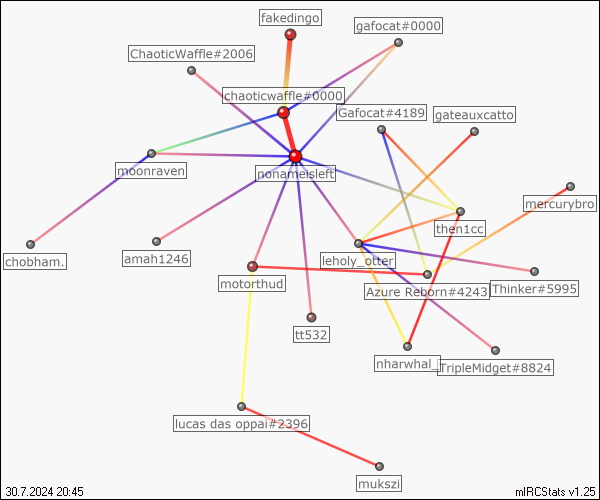 fakedingo
gafocat#0000
ChaoticWaffle#2006
chaoticwaffle#0000
Gafocat#4189
gateauxcatto
moonraven
nonameisleft
mercurybro
then1cc
chobham.
amah1246
leholy_otter
motorthud
Azure Reborn#4243
Thinker#5995
tt532
nharwhal_
TripleMidget#8824
lucas das oppai#2396
mukszi
30.7.2024 20:45
mIRCStats v1.25